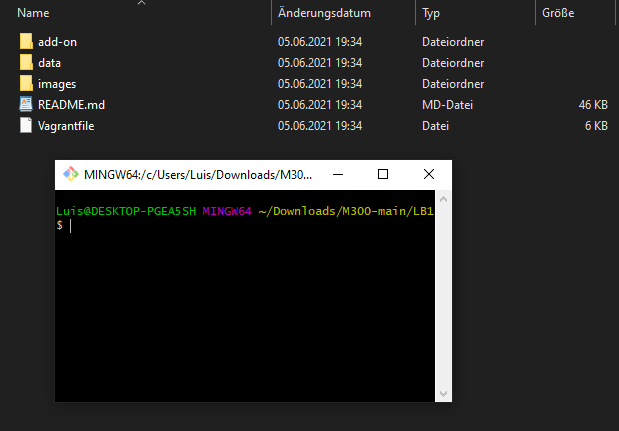 Name Änderungsdatum Typ Größe
add-on 05.06.2021 19:34 Dateiordner
data 05.06.2021 19:34 Dateiordner
images 05.06.2021 19:34 Dateiordner
README.md 05.06.2021 19:34 MD-Datei 46 KB
Vagrantfile 05.06.2021 19:34 Datei 6 KB
MINGW64:/c/Users/Luis/Downloads/M30...
Luis@DESKTOP-PGEA5SH MINGW64 ~/Downloads/M300-main/LB1
$